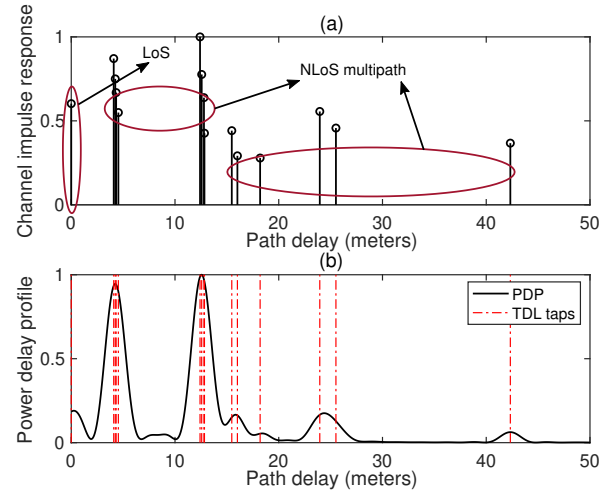 (a)
1
0.5
0
Channel impulse response
LoS
NLoS multipath
0 10 20 30 40 50
Path delay (meters)
(b)
1
0.5
0
Power delay profile
PDP
TDL taps
0 10 20 30 40 50
Path delay (meters)